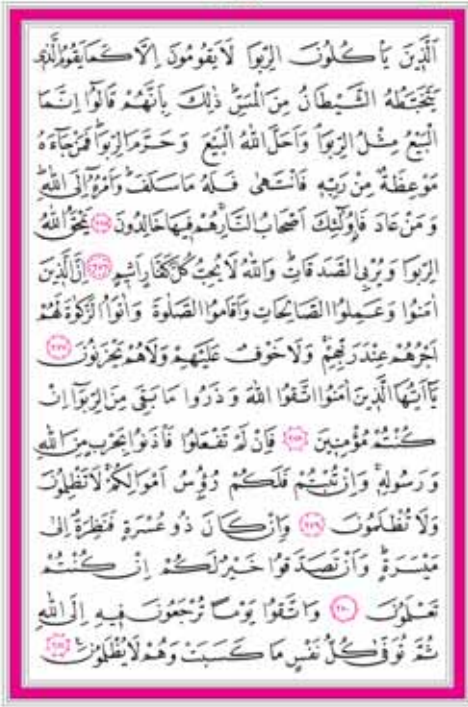 اَلَّذٖينَ يَأْكُلُونَ الرِّبٰوا لَا يَقُومُونَ اِلَّا كَمَا يَقُومُ الَّذٖي
يَتَخَبَّطُهُ الشَّيْطَانُ مِنَ الْمَسِّؕ ذٰلِكَ بِاَنَّهُمْ قَالُٓوا اِنَّمَا
الْبَيْعُ مِثْلُ الرِّبٰواۘ وَاَحَلَّ اللّٰهُ الْبَيْعَ وَحَرَّمَ الرِّبٰواؕ فَمَنْ جَٓاءَهُ
مَوْعِظَةٌ مِنْ رَبِّهٖ فَانْتَهٰى فَلَهُ مَا سَلَفَؕ وَاَمْرُهُٓ اِلَى اللّٰهِؕ
وَمَنْ عَادَ فَاُولٰٓئِكَ اَصْحَابُ النَّارِۚ هُمْ فٖيهَا خَالِدُونَ ﴿٢٧٥﴾ يَمْحَقُ اللّٰهُ
الرِّبٰوا وَيُرْبِي الصَّدَقَاتِؕ وَاللّٰهُ لَا يُحِبُّ كُلَّ كَفَّارٍ اَثٖيمٍ ﴿٢٧٦﴾ اِنَّ الَّذٖينَ
اٰمَنُوا وَعَمِلُوا الصَّالِحَاتِ وَاَقَامُوا الصَّلٰوةَ وَاٰتَوُا الزَّكٰوةَ لَهُمْ
اَجْرُهُمْ عِنْدَ رَبِّهِمْۚ وَلَا خَوْفٌ عَلَيْهِمْ وَلَا هُمْ يَحْزَنُونَ ﴿٢٧٧﴾
يَٓا اَيُّهَا الَّذٖينَ اٰمَنُوا اتَّقُوا اللّٰهَ وَذَرُوا مَا بَقِيَ مِنَ الرِّبٰٓوا اِنْ
كُنْتُمْ مُؤْمِنٖينَ ﴿٢٧٨﴾ فَاِنْ لَمْ تَفْعَلُوا فَأْذَنُوا بِحَرْبٍ مِنَ اللّٰهِ
وَرَسُولِهٖۚ وَاِنْ تُبْتُمْ فَلَكُمْ رُؤُ۫سُ اَمْوَالِكُمْۚ لَا تَظْلِمُونَ
وَلَا تُظْلَمُونَ ﴿٢٧٩﴾ وَاِنْ كَانَ ذُو عُسْرَةٍ فَنَظِرَةٌ اِلٰى
مَيْسَرَةٍؕ وَاَنْ تَصَدَّقُوا خَيْرٌ لَكُمْ اِنْ كُنْتُمْ
تَعْلَمُونَ ﴿٢٨٠﴾ وَاتَّقُوا يَوْمًا تُرْجَعُونَ فٖيهِ اِلَى اللّٰهِ
ثُمَّ تُوَفّٰى كُلُّ نَفْسٍ مَا كَسَبَتْ وَهُمْ لَا يُظْلَمُونَ ﴿٢٨١﴾